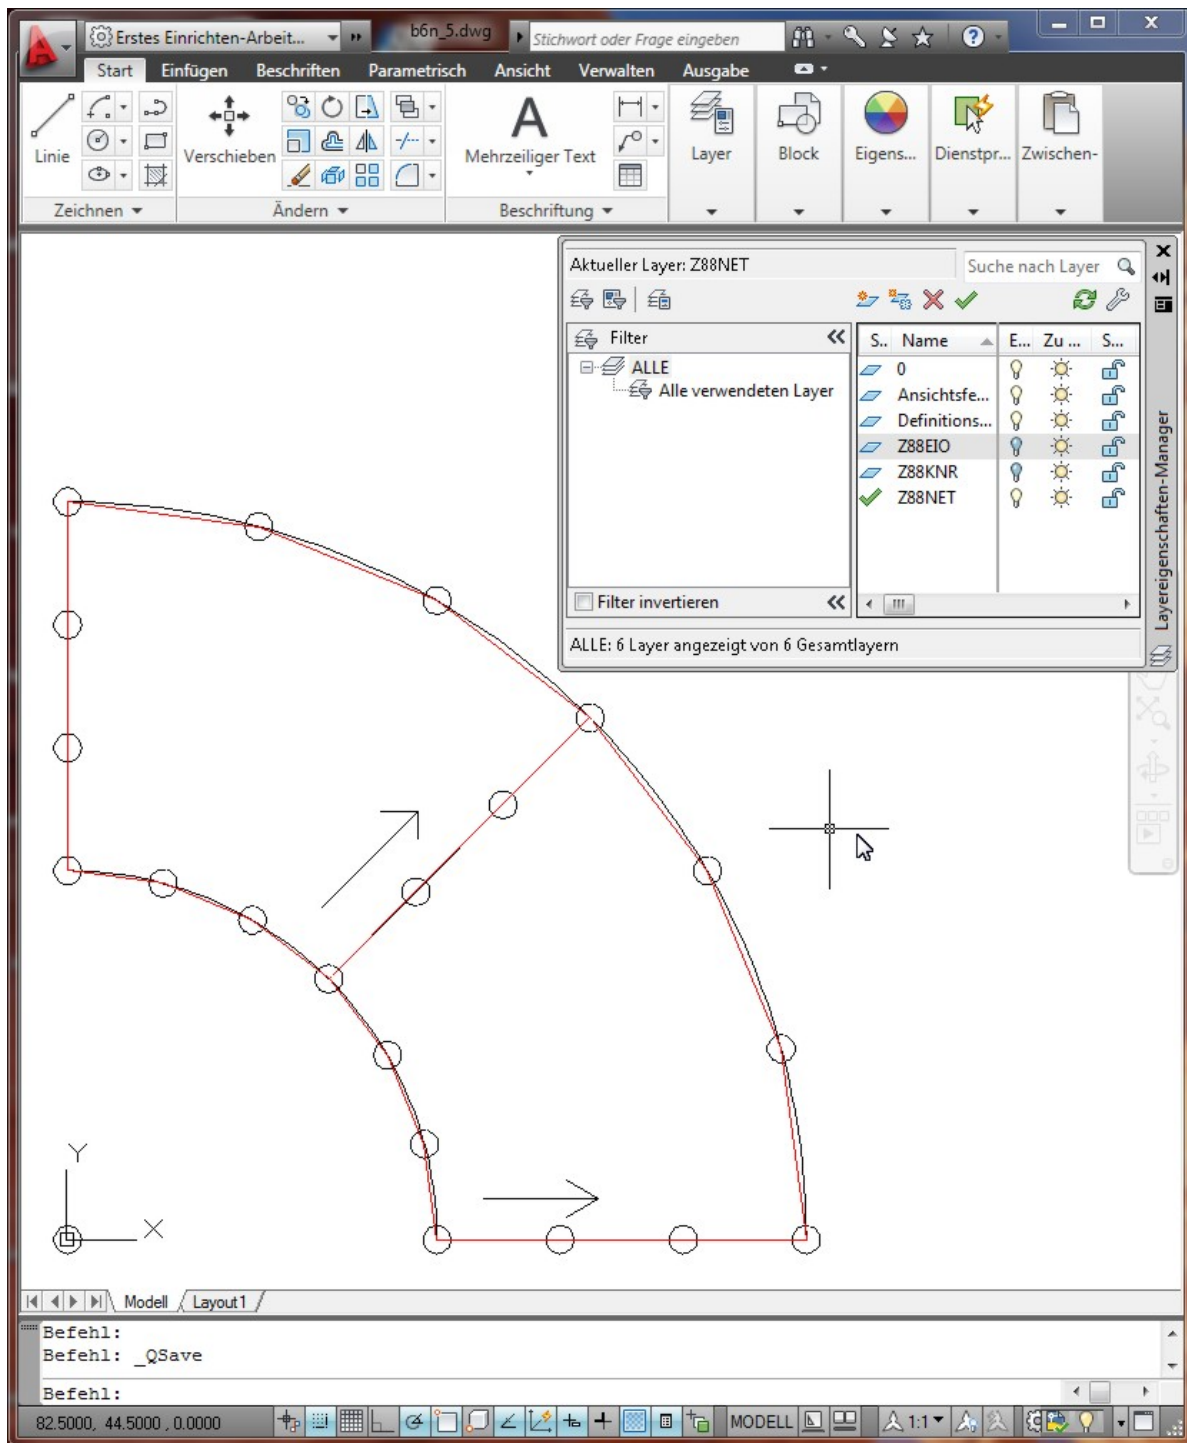 Erstes Einrichten-Arbeit... b6n_5.dwg Stichwort oder Frage eingeben
Start Einfügen Beschriften Parametrisch Ansicht Verwalten Ausgabe
Linie Verschieben A Mehrzeiliger Text Layer Block Eigens... Dienstpr... Zwischen-
Zeichnen Ändern Beschriftung
Aktueller Layer: Z88NET Suche nach Layer
Filter S.. Name E... Zu ... S...
ALLE 0
Alle verwendeten Layer Ansichtsfe...
Definitions...
Z88EIO
Z88KNR
Z88NET
Filter invertieren
ALLE: 6 Layer angezeigt von 6 Gesamtlayern
Layereigenschaften-Manager
Y
X
Modell Layout1
Befehl:
Befehl: _QSave
Befehl:
82.5000, 44.5000 , 0.0000 MODELL 1:1